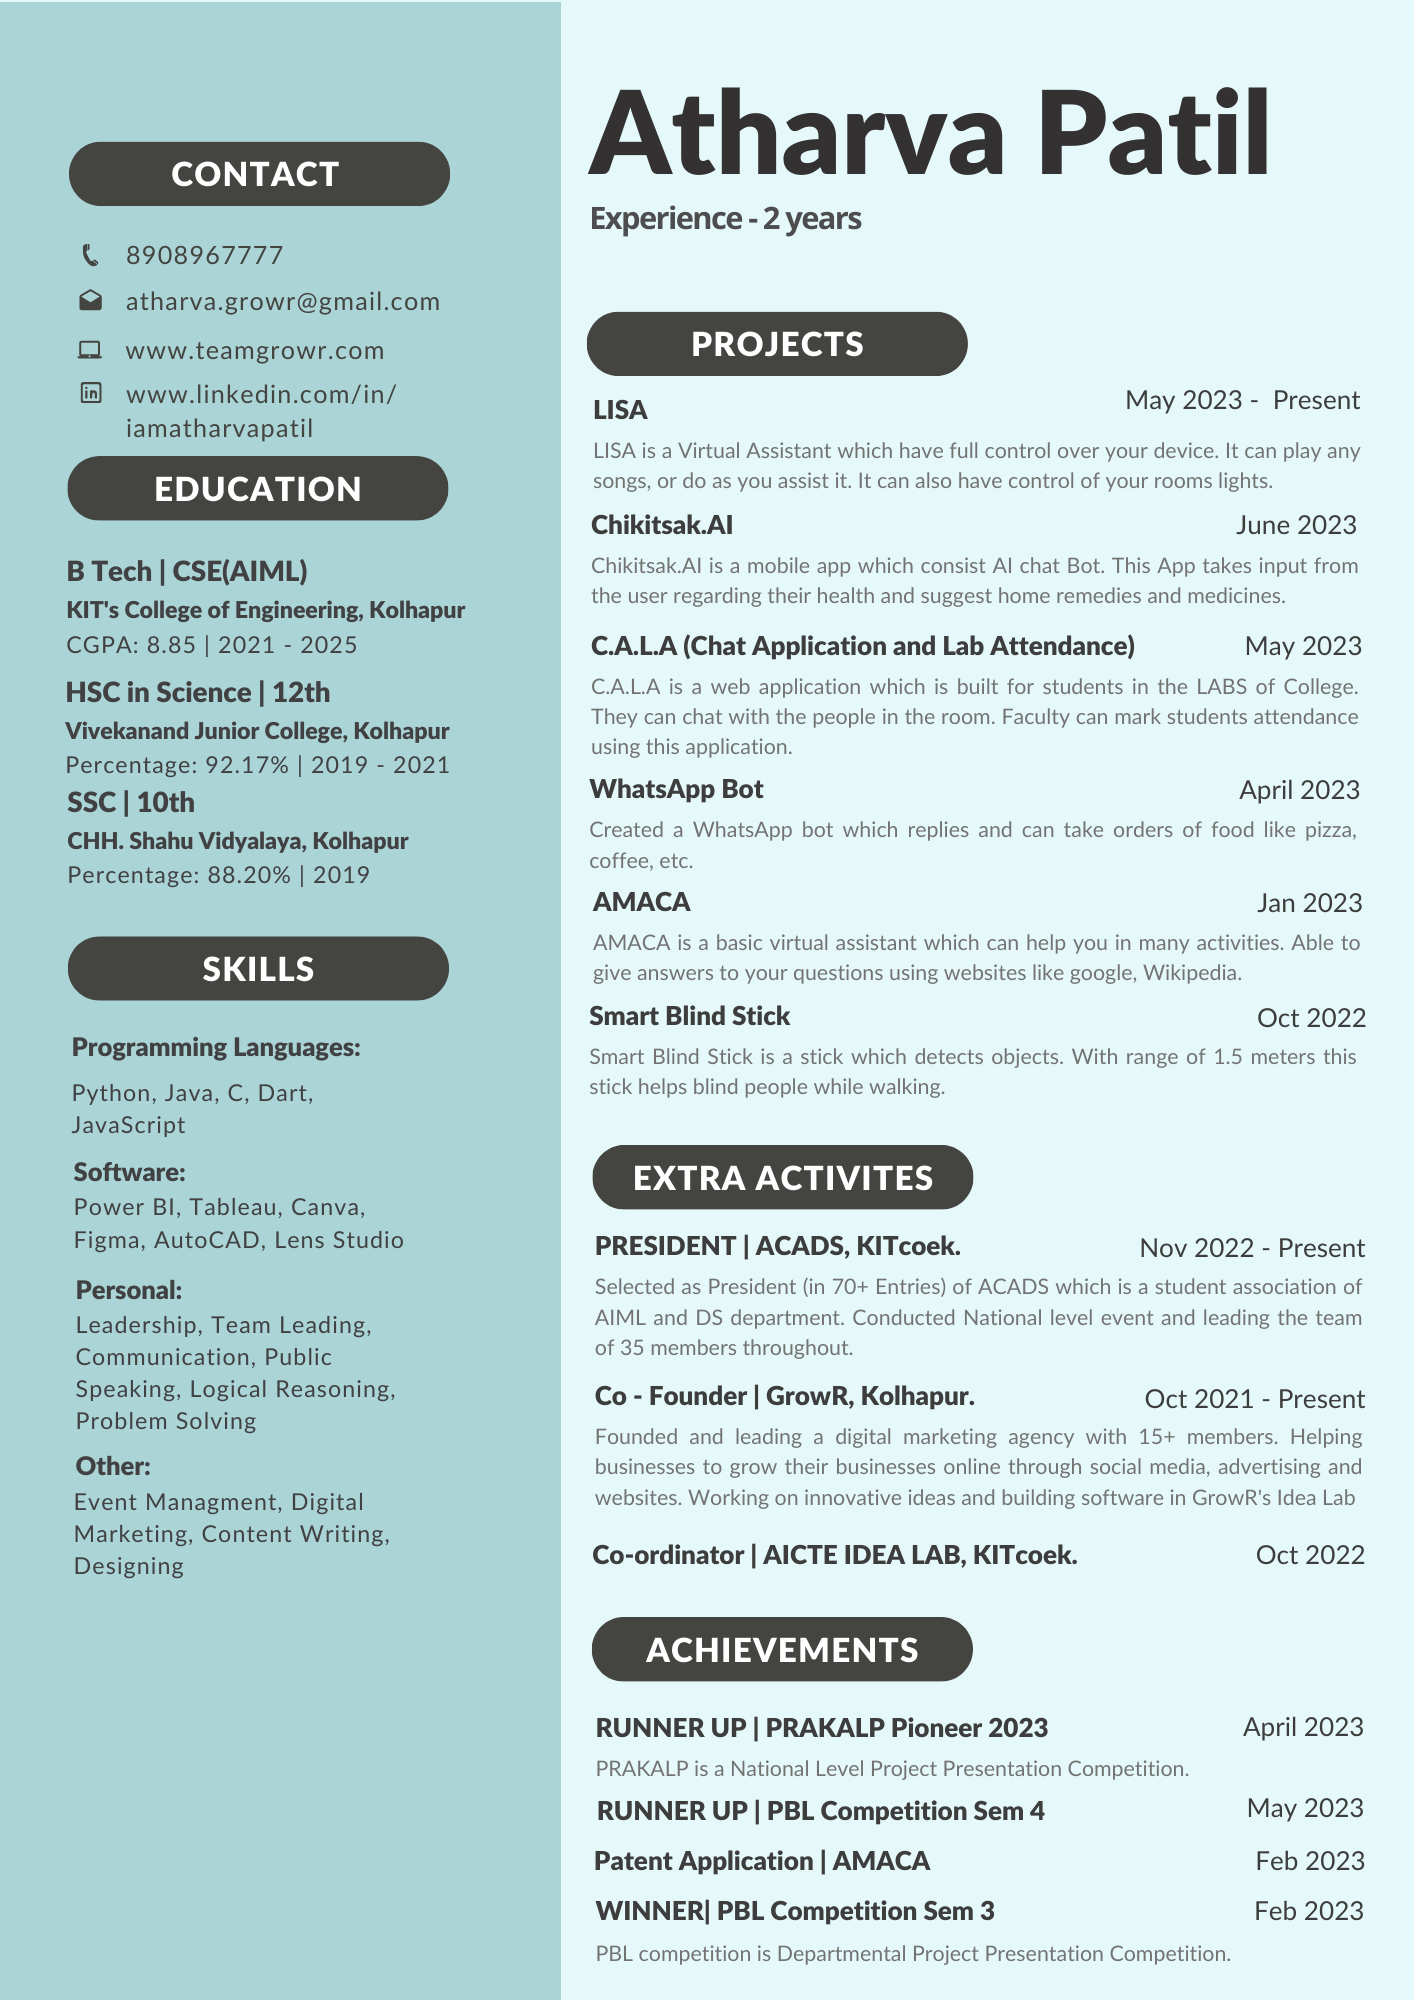 CONTACT
8908967777
atharva.growr@gmail.com
www.teamgrowr.com
www.linkedin.com/in/
iamatharvapatil
EDUCATION
B Tech | CSE(AIML)
KIT's College of Engineering, Kolhapur
CGPA: 8.85 | 2021 - 2025
HSC in Science | 12th
Vivekanand Junior College, Kolhapur
Percentage: 92.17% | 2019 - 2021
SSC | 10th
CHH. Shahu Vidyalaya, Kolhapur
Percentage: 88.20% | 2019
SKILLS
Programming Languages:
Python, Java, C, Dart,
JavaScript
Software:
Power BI, Tableau, Canva,
Figma, AutoCAD, Lens Studio
Personal:
Leadership, Team Leading,
Communication, Public
Speaking, Logical Reasoning,
Problem Solving
Other:
Event Managment, Digital
Marketing, Content Writing,
Designing
Atharva Patil
Experience - 2 years
PROJECTS
LISA May 2023 - Present
LISA is a Virtual Assistant which have full control over your device. It can play any
songs, or do as you assist it. It can also have control of your rooms lights.
Chikitsak.AI June 2023
Chikitsak.AI is a mobile app which consist AI chat Bot. This App takes input from
the user regarding their health and suggest home remedies and medicines.
C.A.L.A (Chat Application and Lab Attendance) May 2023
C.A.L.A is a web application which is built for students in the LABS of College.
They can chat with the people in the room. Faculty can mark students attendance
using this application.
WhatsApp Bot April 2023
Created a WhatsApp bot which replies and can take orders of food like pizza,
coffee, etc.
AMACA Jan 2023
AMACA is a basic virtual assistant which can help you in many activities. Able to
give answers to your questions using websites like google, Wikipedia.
Smart Blind Stick Oct 2022
Smart Blind Stick is a stick which detects objects. With range of 1.5 meters this
stick helps blind people while walking.
EXTRA ACTIVITES
PRESIDENT | ACADS, KITcoek. Nov 2022 - Present
Selected as President (in 70+ Entries) of ACADS which is a student association of
AIML and DS department. Conducted National level event and leading the team
of 35 members throughout.
Co - Founder | GrowR, Kolhapur. Oct 2021 - Present
Founded and leading a digital marketing agency with 15+ members. Helping
businesses to grow their businesses online through social media, advertising and
websites. Working on innovative ideas and building software in GrowR's Idea Lab
Co-ordinator | AICTE IDEA LAB, KITcoek. Oct 2022
ACHIEVEMENTS
RUNNER UP | PRAKALP Pioneer 2023 April 2023
PRAKALP is a National Level Project Presentation Competition.
RUNNER UP | PBL Competition Sem 4 May 2023
Patent Application | AMACA Feb 2023
WINNER| PBL Competition Sem 3 Feb 2023
PBL competition is Departmental Project Presentation Competition.